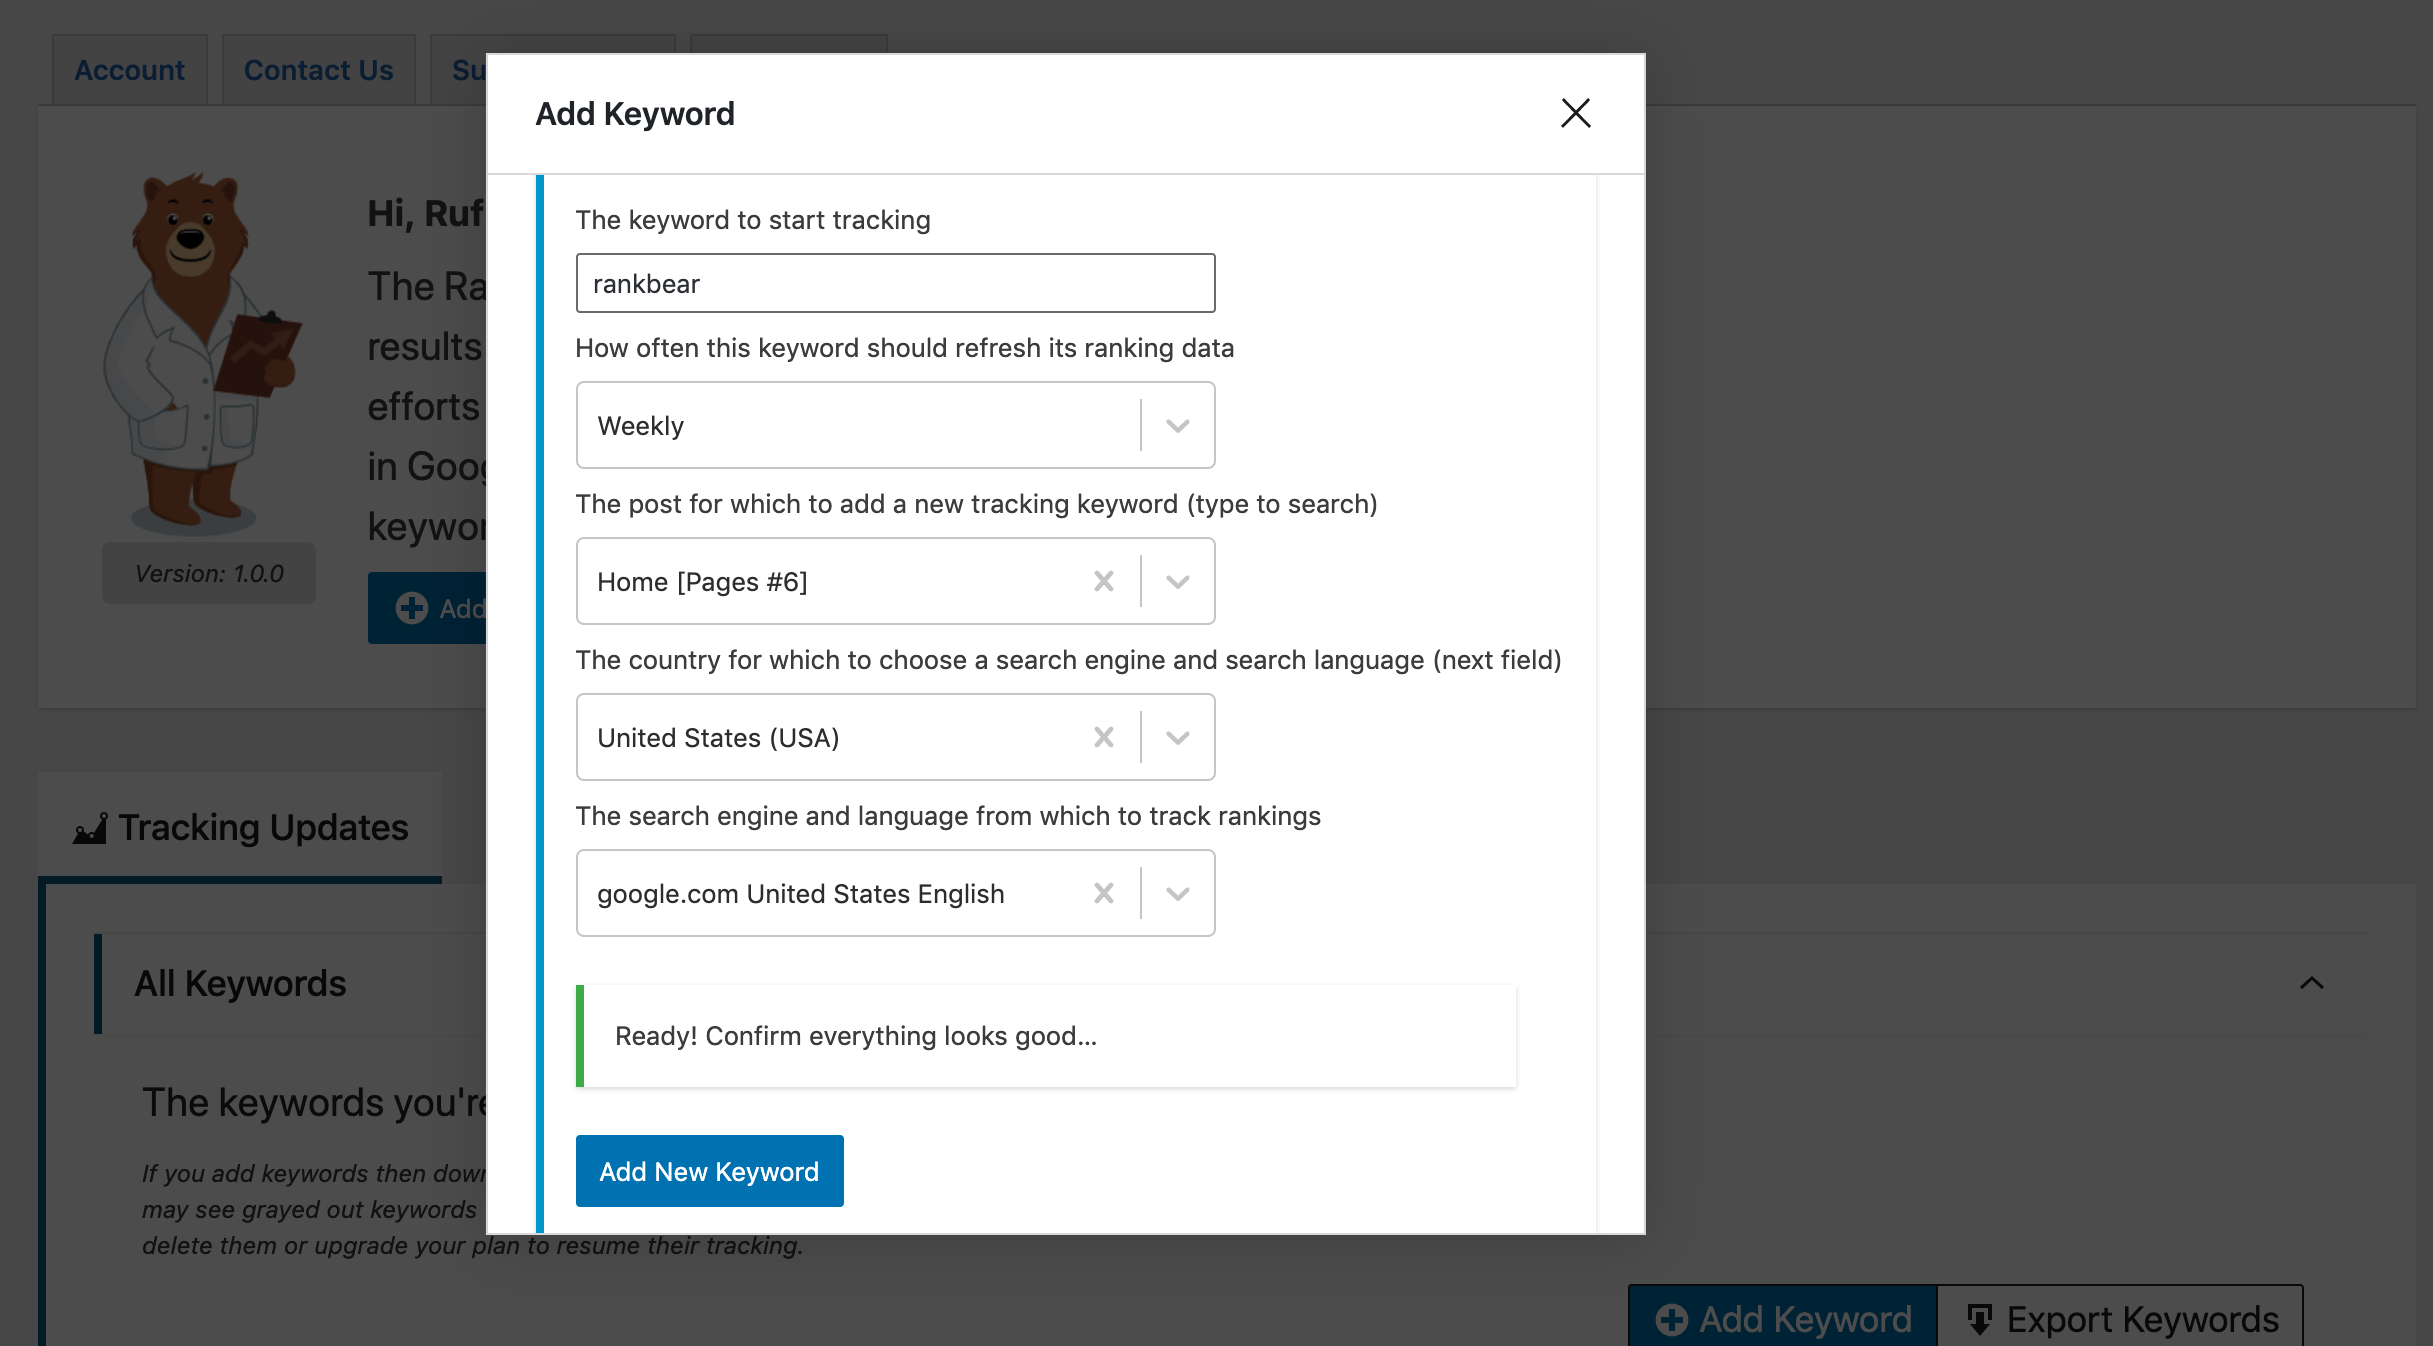 Account
Contact Us
Su
Add Keyword
Hi, Ruf
The Ra
results
efforts
in Goog
keywor
Version: 1.0.0
Add
The keyword to start tracking
rankbear
How often this keyword should refresh its ranking data
Weekly
The post for which to add a new tracking keyword (type to search)
Home [Pages #6]
The country for which to choose a search engine and search language (next field)
United States (USA)
The search engine and language from which to track rankings
google.com United States English
Ready! Confirm everything looks good...
Add New Keyword
Tracking Updates
All Keywords
The keywords you're
If you add keywords then down
may see grayed out keywords
delete them or upgrade your plan to resume their tracking.
Add Keyword
Export Keywords